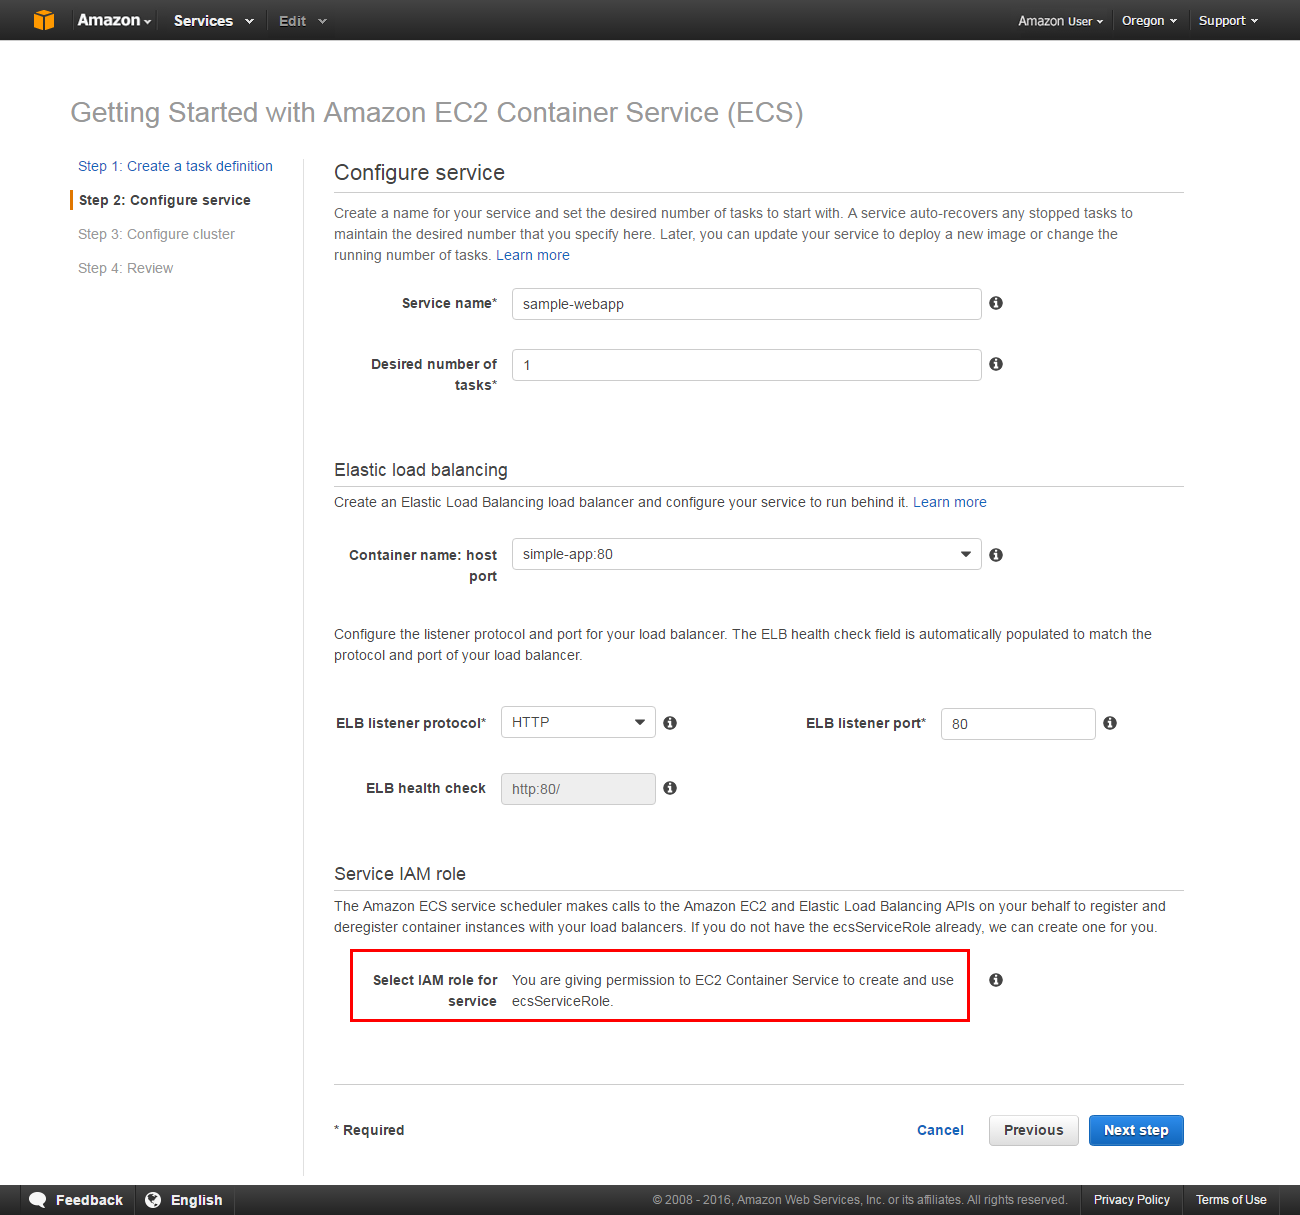 Amazon Services Edit Amazon User Oregon Support
Getting Started with Amazon EC2 Container Service (ECS)
Step 1: Create a task definition
Step 2: Configure service
Step 3: Configure cluster
Step 4: Review
Configure service
Create a name for your service and set the desired number of tasks to start with. A service auto-recovers any stopped tasks to
maintain the desired number that you specify here. Later, you can update your service to deploy a new image or change the
running number of tasks. Learn more
Service name* sample-webapp
Desired number of
tasks*
1
Elastic load balancing
Create an Elastic Load Balancing load balancer and configure your service to run behind it. Learn more
Container name: host
port
simple-app:80
Configure the listener protocol and port for your load balancer. The ELB health check field is automatically populated to match the
protocol and port of your load balancer.
ELB listener protocol* HTTP ELB listener port* 80
ELB health check http:80/
Service IAM role
The Amazon ECS service scheduler makes calls to the Amazon EC2 and Elastic Load Balancing APIs on your behalf to register and
deregister container instances with your load balancers. If you do not have the ecsServiceRole already, we can create one for you.
Select IAM role for
service
You are giving permission to EC2 Container Service to create and use
ecsServiceRole.
* Required Cancel Previous Next step
Feedback English © 2008 - 2016, Amazon Web Services, Inc. or its affiliates. All rights reserved. Privacy Policy Terms of Use